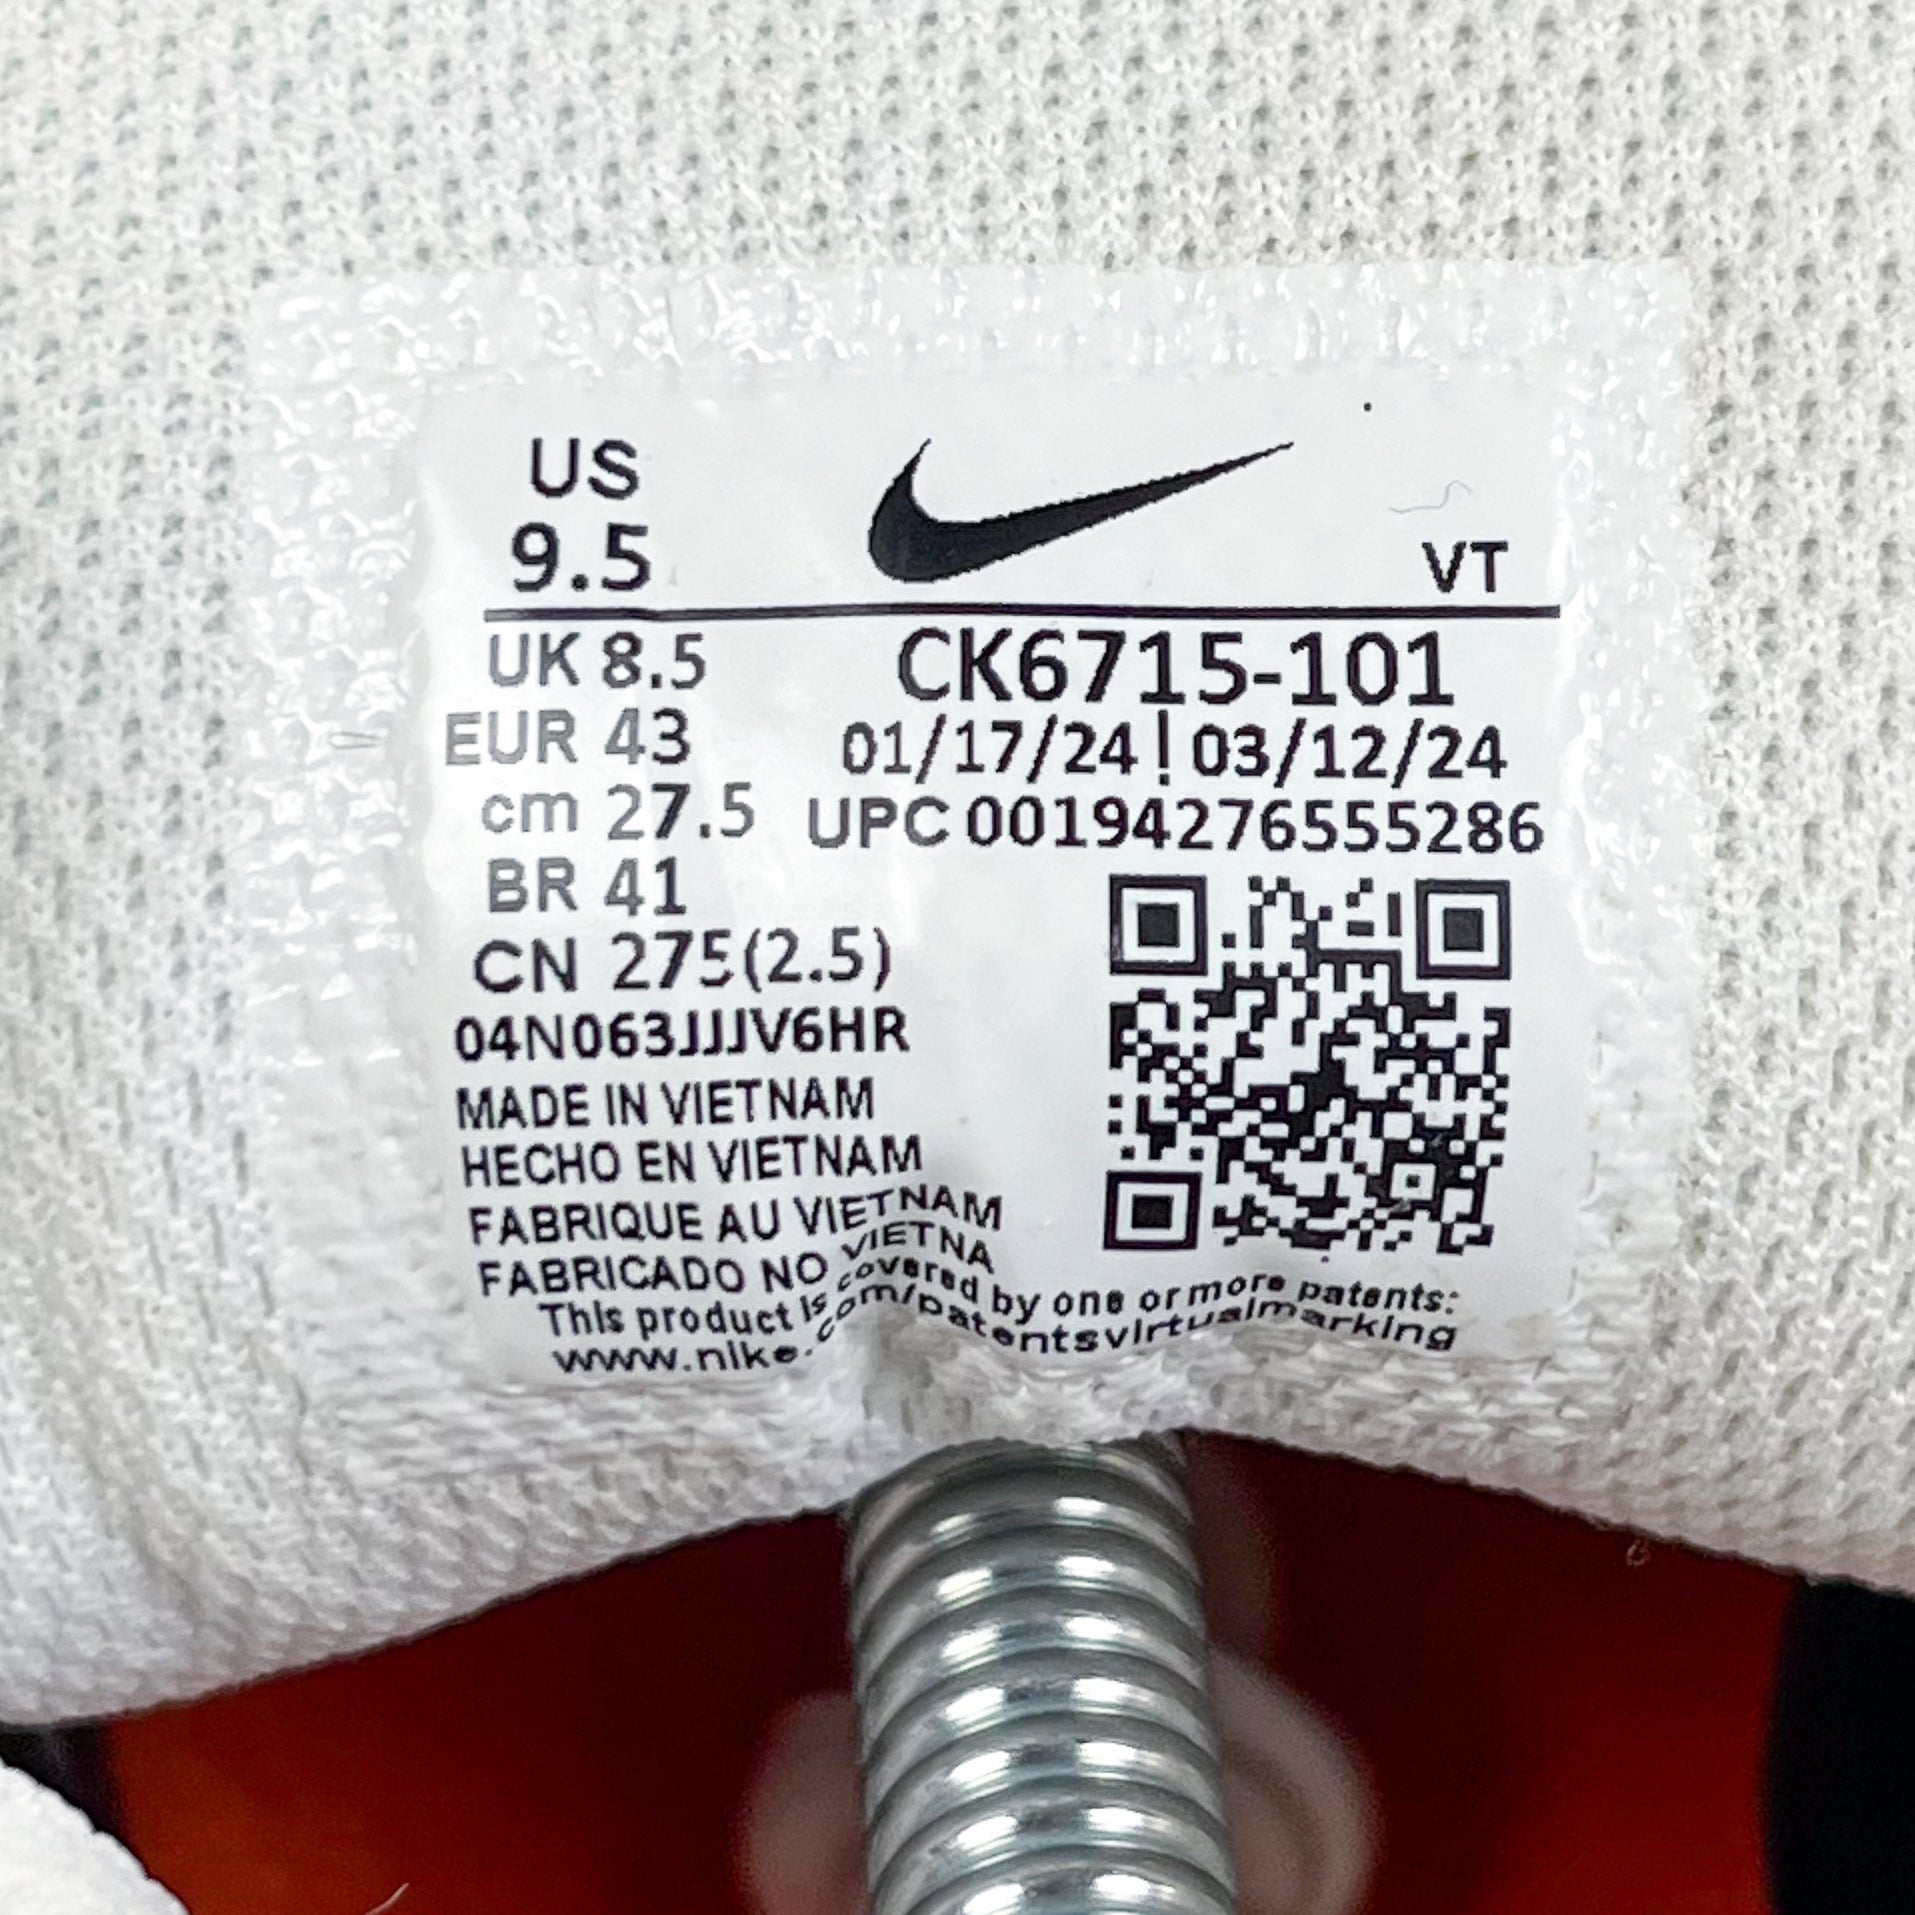 US
9.5
VT
UK 8.5
CK6715-101
EUR 43
01/17/24 | 03/12/24
cm 27.5
UPC 00194276555286
BR 41
CN 275(2.5)
04N063JJJV6HR
MADE IN VIETNAM
HECHO EN VIETNAM
FABRIQUE AU VIETNAM
FABRICADO NO VIETNA
This product is covered by one or more patents:
www.nike.com/patentsvirtualmarking